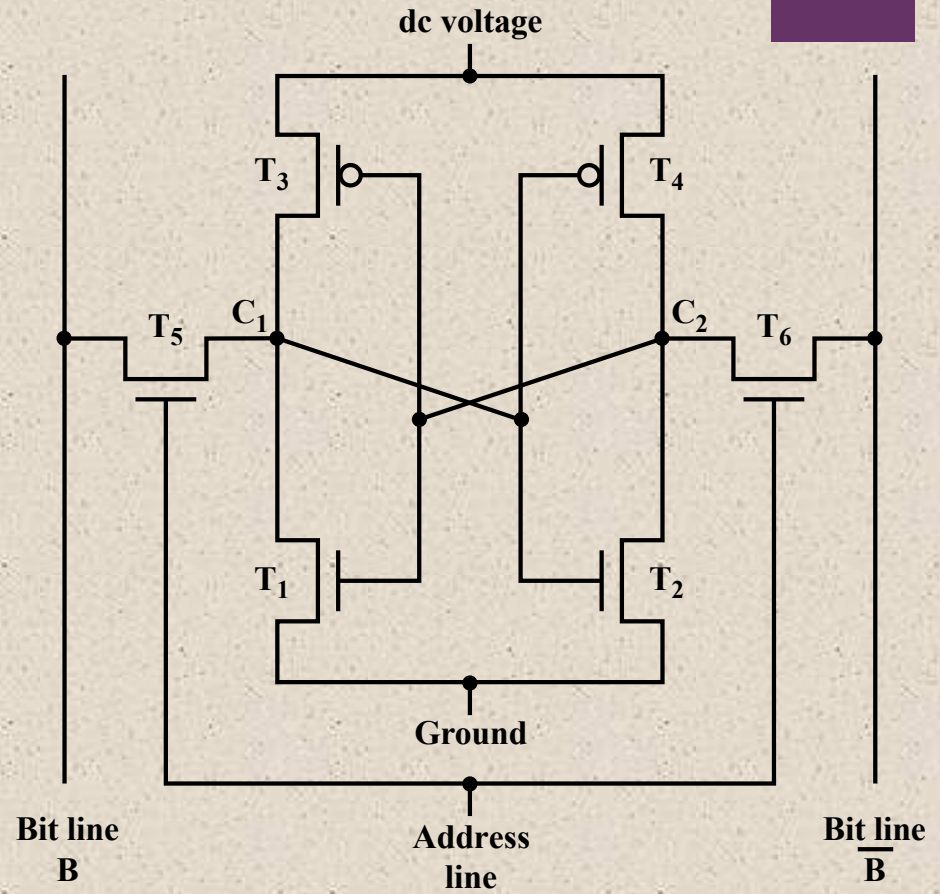 dc voltage
T3
T4
T5
C1
C2
T6
T1
T2
Ground
Bit line
B
Address
line
Bit line
B̅